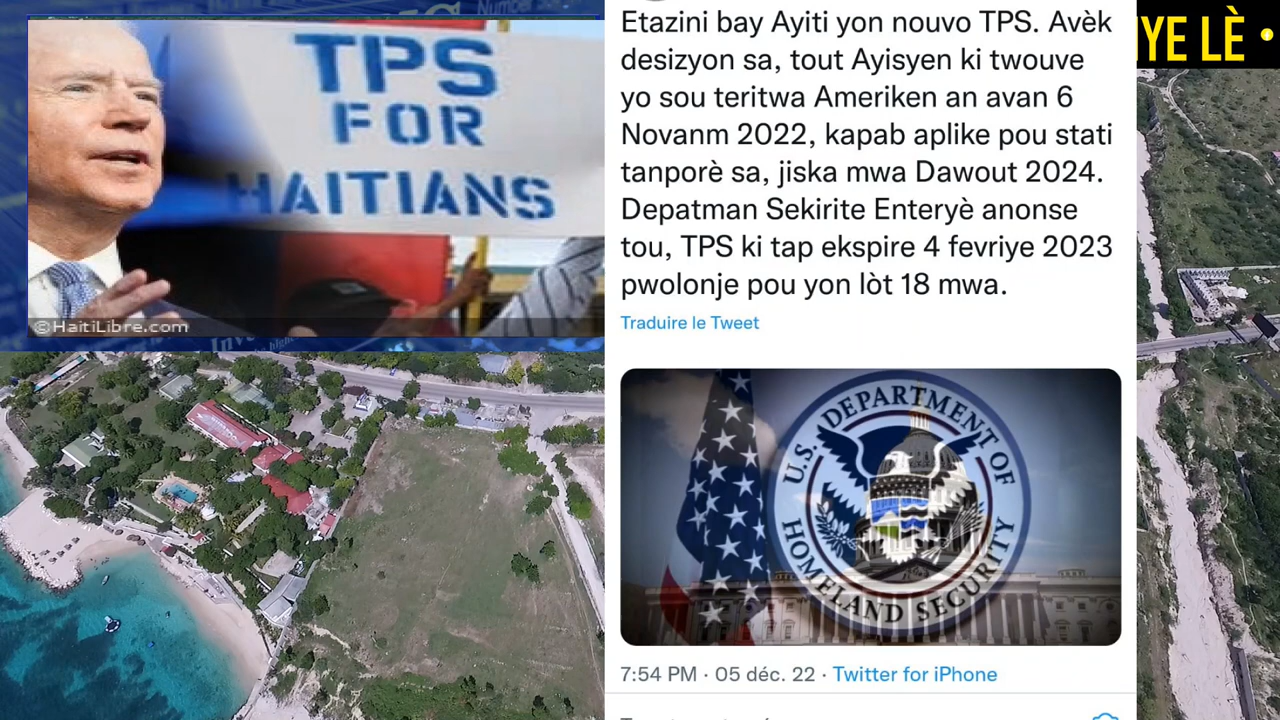 TPS
FOR
HAITIANS
©HaitiLibre.com
Etazini bay Ayiti yon nouvo TPS. Avèk
desizyon sa, tout Ayisyen ki twouve
yo sou teritwa Ameriken an avan 6
Novanm 2022, kapab aplike pou stati
tanporè sa, jiska mwa Dawout 2024.
Depatman Sekirite Enteryè anonse
tou, TPS ki tap ekspire 4 fevriye 2023
pwolonje pou yon lòt 18 mwa.
Traduire le Tweet
U.S. DEPARTMENT OF
HOMELAND SECURITY
7:54 PM · 05 déc. 22 · Twitter for iPhone
YE LÈ •